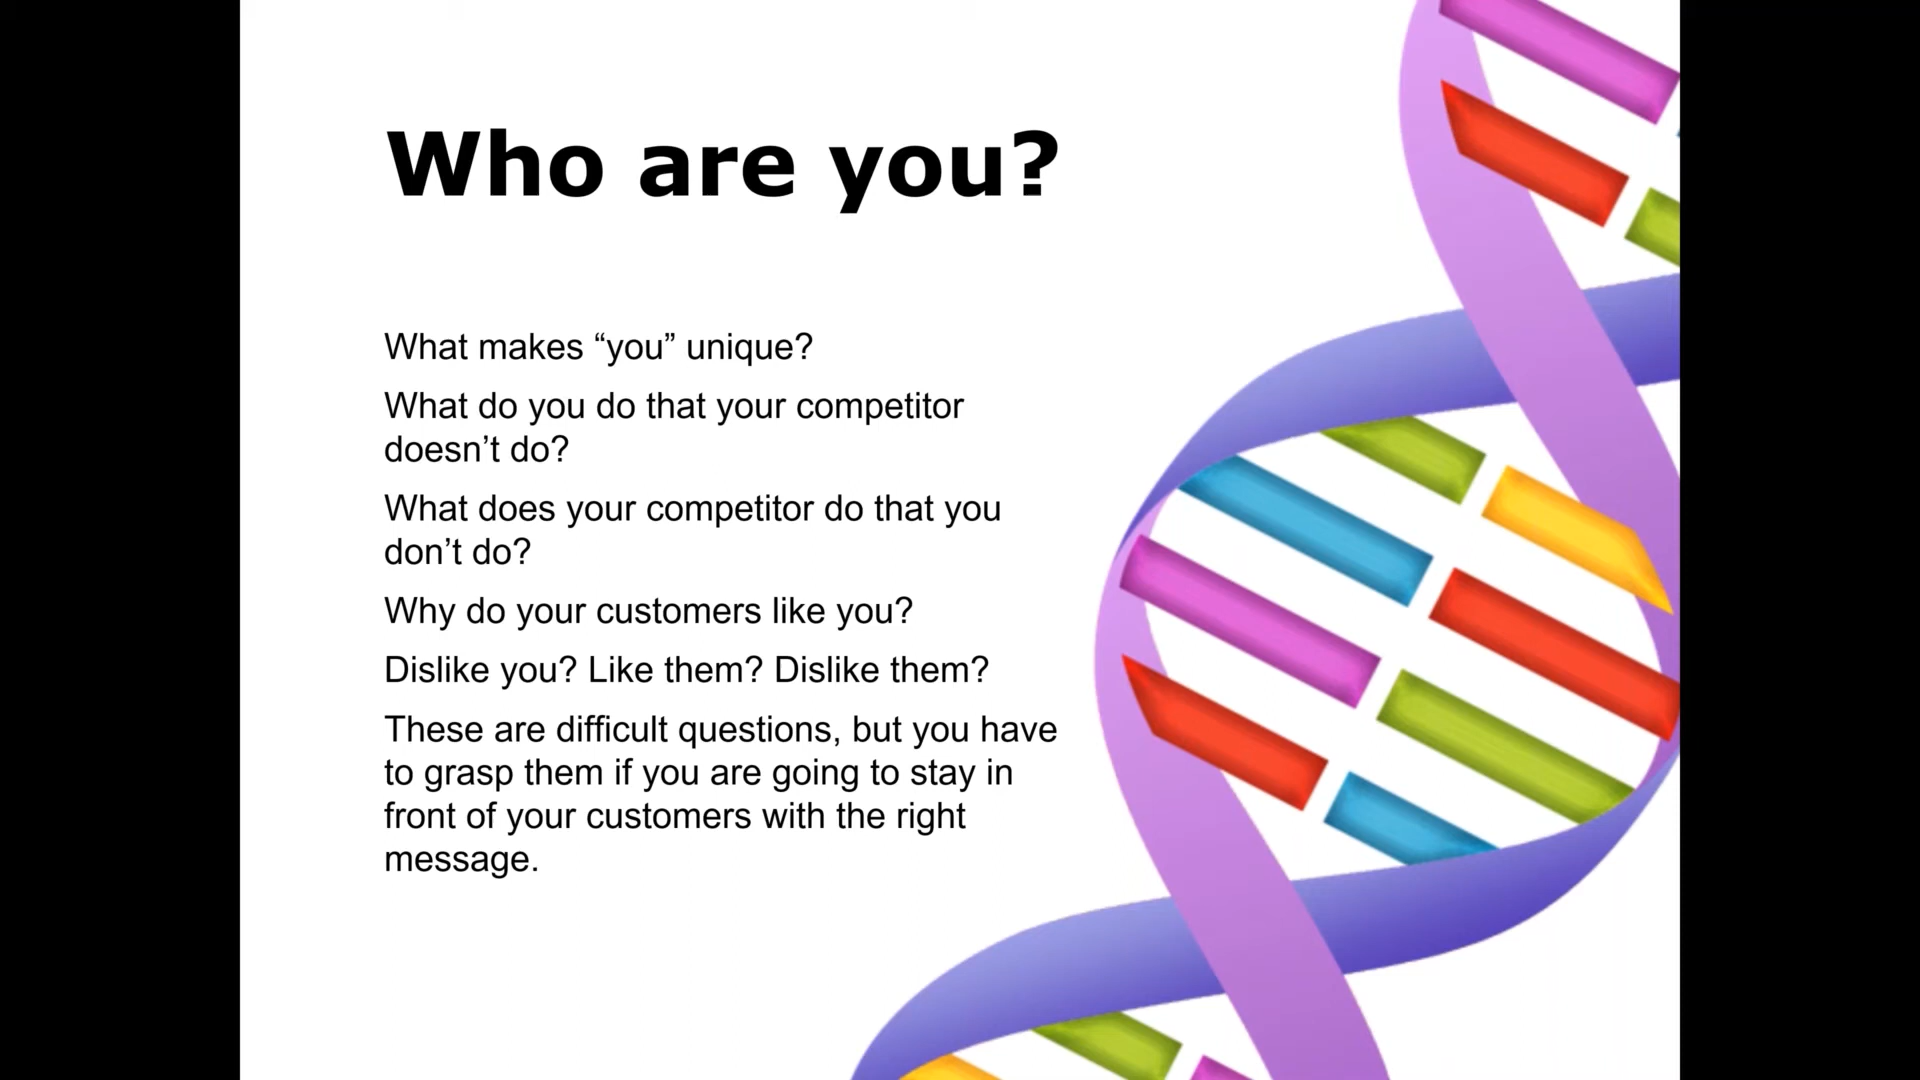 Who are you?
What makes “you” unique?
What do you do that your competitor
doesn’t do?
What does your competitor do that you
don’t do?
Why do your customers like you?
Dislike you? Like them? Dislike them?
These are difficult questions, but you have
to grasp them if you are going to stay in
front of your customers with the right
message.